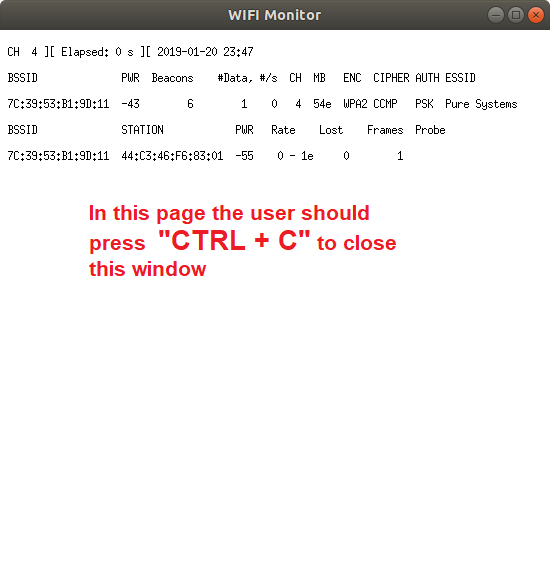 WIFI Monitor
CH 4 ][ Elapsed: 0 s ][ 2019-01-20 23:47
BSSID PWR Beacons #Data, #/s CH MB ENC CIPHER AUTH ESSID
7C:39:53:B1:9D:11 -43 6 1 0 4 54e WPA2 CCMP PSK Pure Systems
BSSID STATION PWR Rate Lost Frames Probe
7C:39:53:B1:9D:11 44:C3:46:F6:83:01 -55 0 - 1e 0 1
In this page the user should
press "CTRL + C" to close
this window